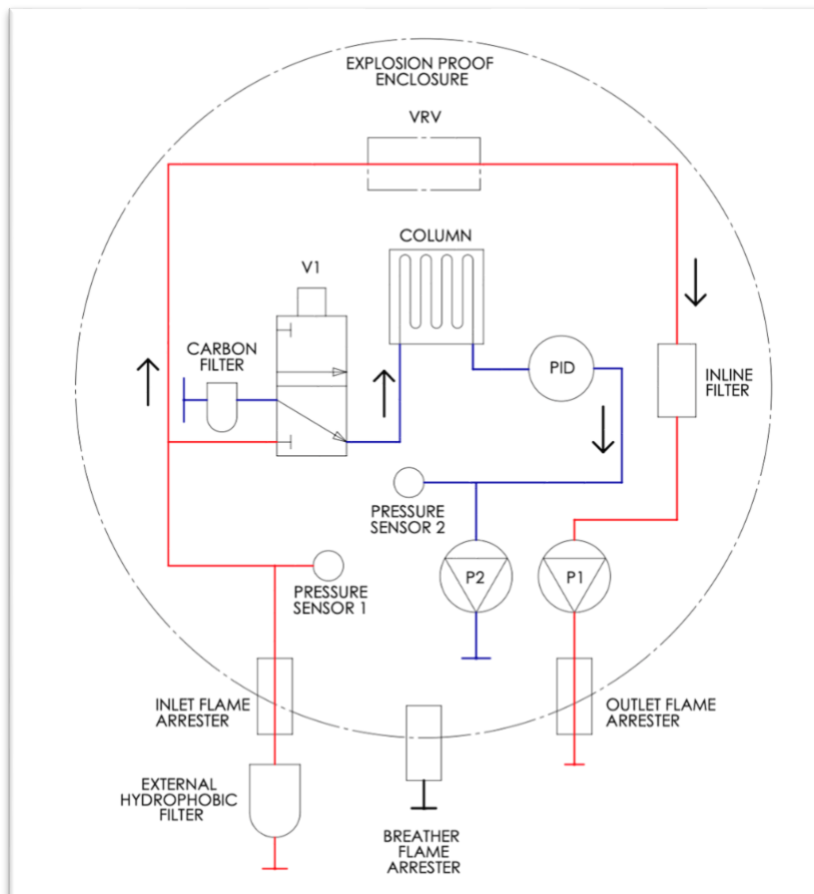 EXPLOSION PROOF
ENCLOSURE
VRV
COLUMN
V1
CARBON
FILTER
PID
INLINE
FILTER
PRESSURE
SENSOR 2
P2
P1
PRESSURE
SENSOR 1
INLET FLAME
ARRESTER
OUTLET FLAME
ARRESTER
EXTERNAL
HYDROPHOBIC
FILTER
BREATHER
FLAME
ARRESTER